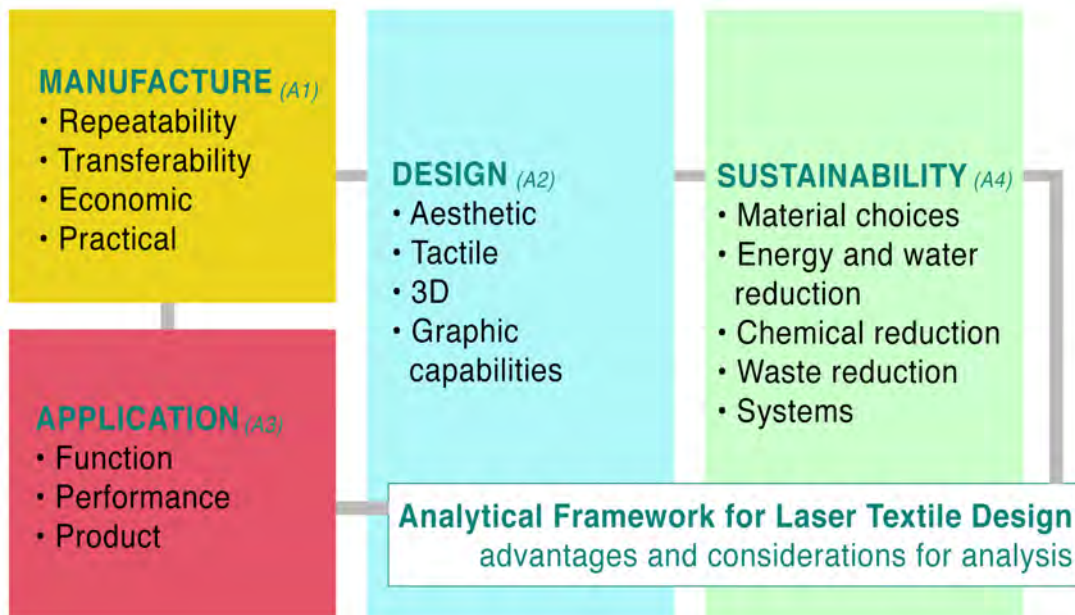 MANUFACTURE (A1)
• Repeatability
• Transferability
• Economic
• Practical
APPLICATION (A3)
• Function
• Performance
• Product
DESIGN (A2)
• Aesthetic
• Tactile
• 3D
• Graphic
capabilities
SUSTAINABILITY (A4)
• Material choices
• Energy and water
reduction
• Chemical reduction
• Waste reduction
• Systems
Analytical Framework for Laser Textile Design
advantages and considerations for analysis